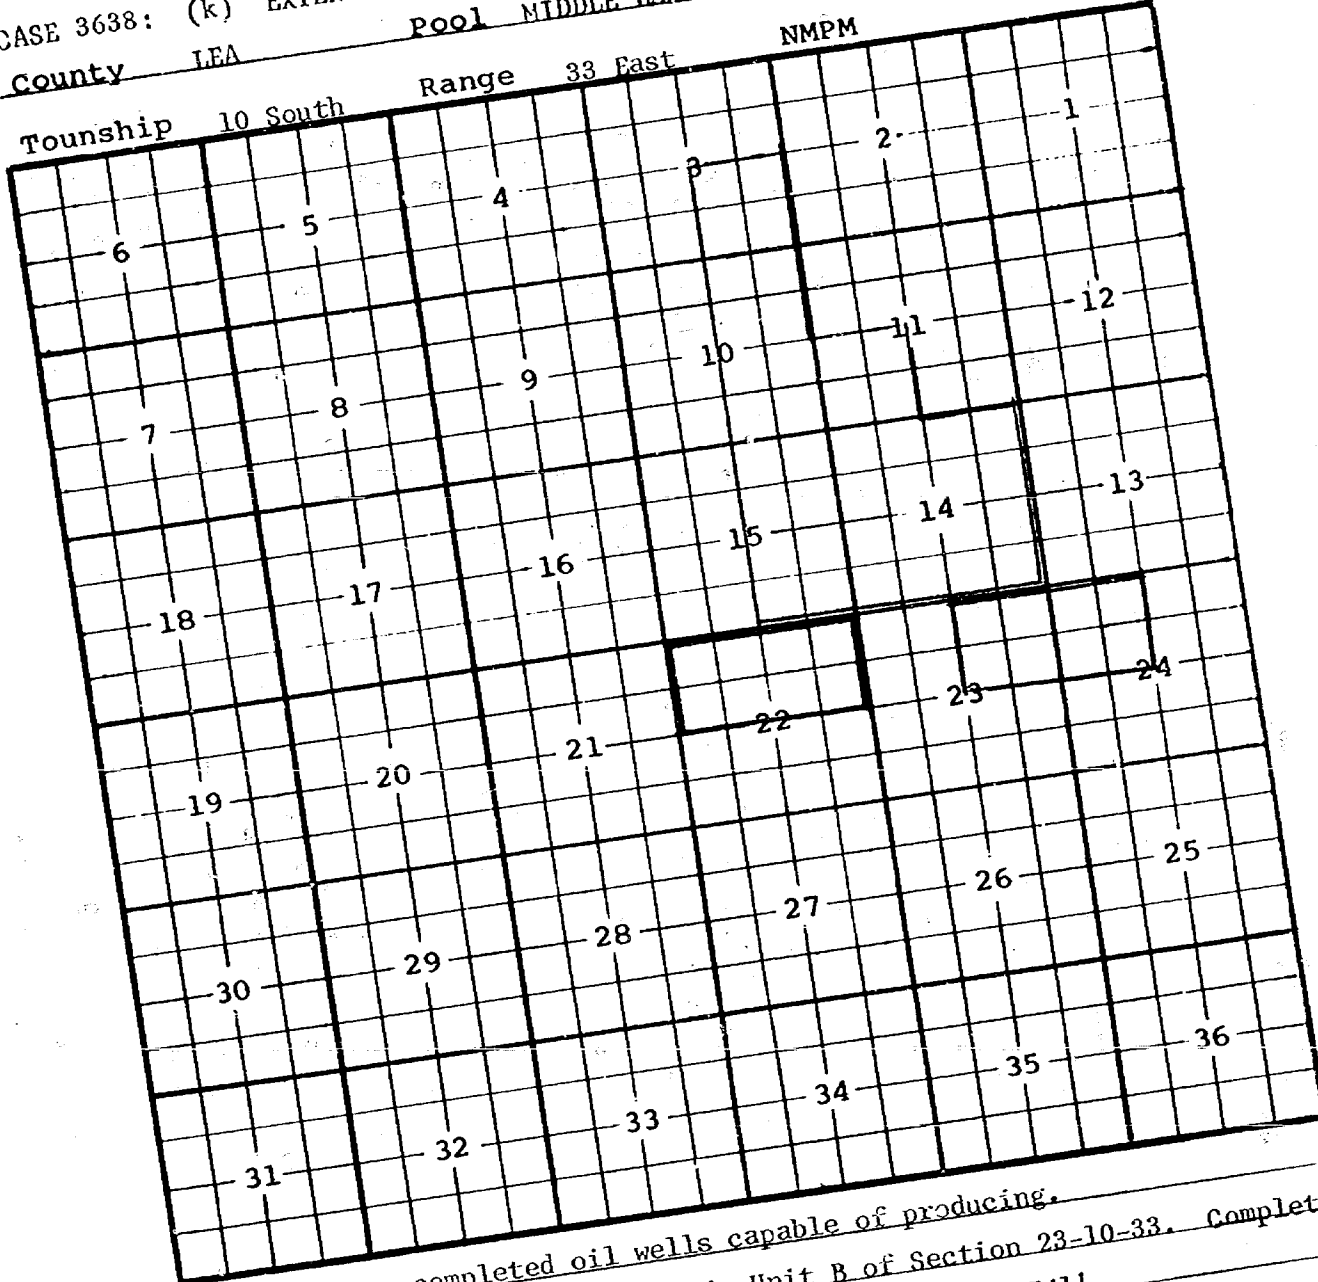 CASE 3638: (k)
County LEA Pool MIDDLE
Township 10 South Range 33 East NMPM
6 5 4 3 2 1
7 8 9 10 11 12
18 17 16 15 14 13
19 20 21 22 23 24
30 29 28 27 26 25
31 32 33 34 35 36
completed oil wells capable of producing.
Unit B of Section 23-10-33. Complet